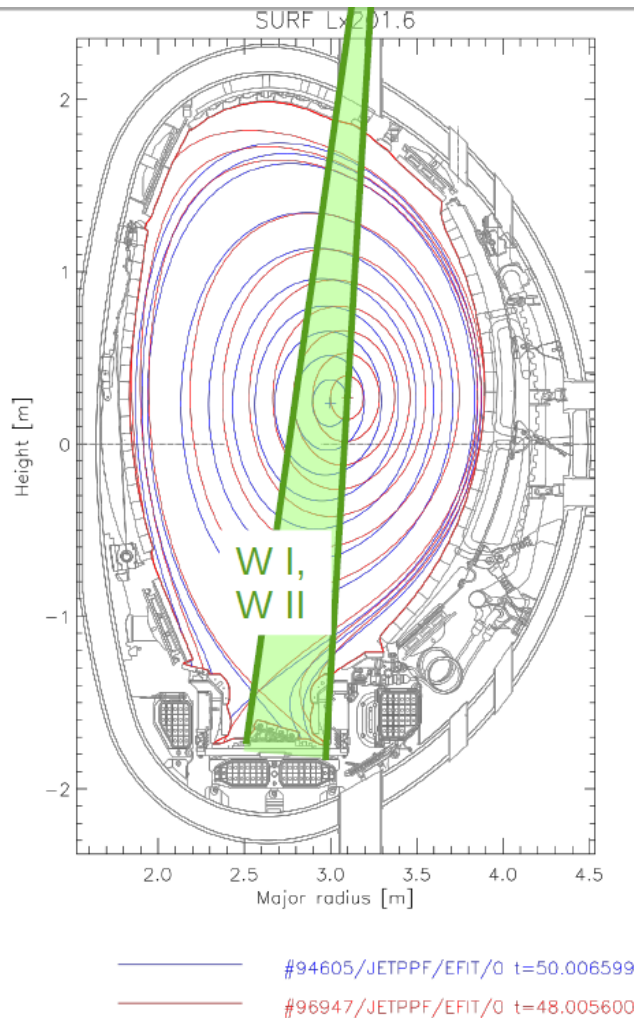 SURF Lx201.6
2
1
0
-1
-2
Height [m]
W I,
W II
2.0 2.5 3.0 3.5 4.0 4.5
Major radius [m]
#94605/JETPPF/EFIT/0 t=50.006599
#96947/JETPPF/EFIT/0 t=48.005600